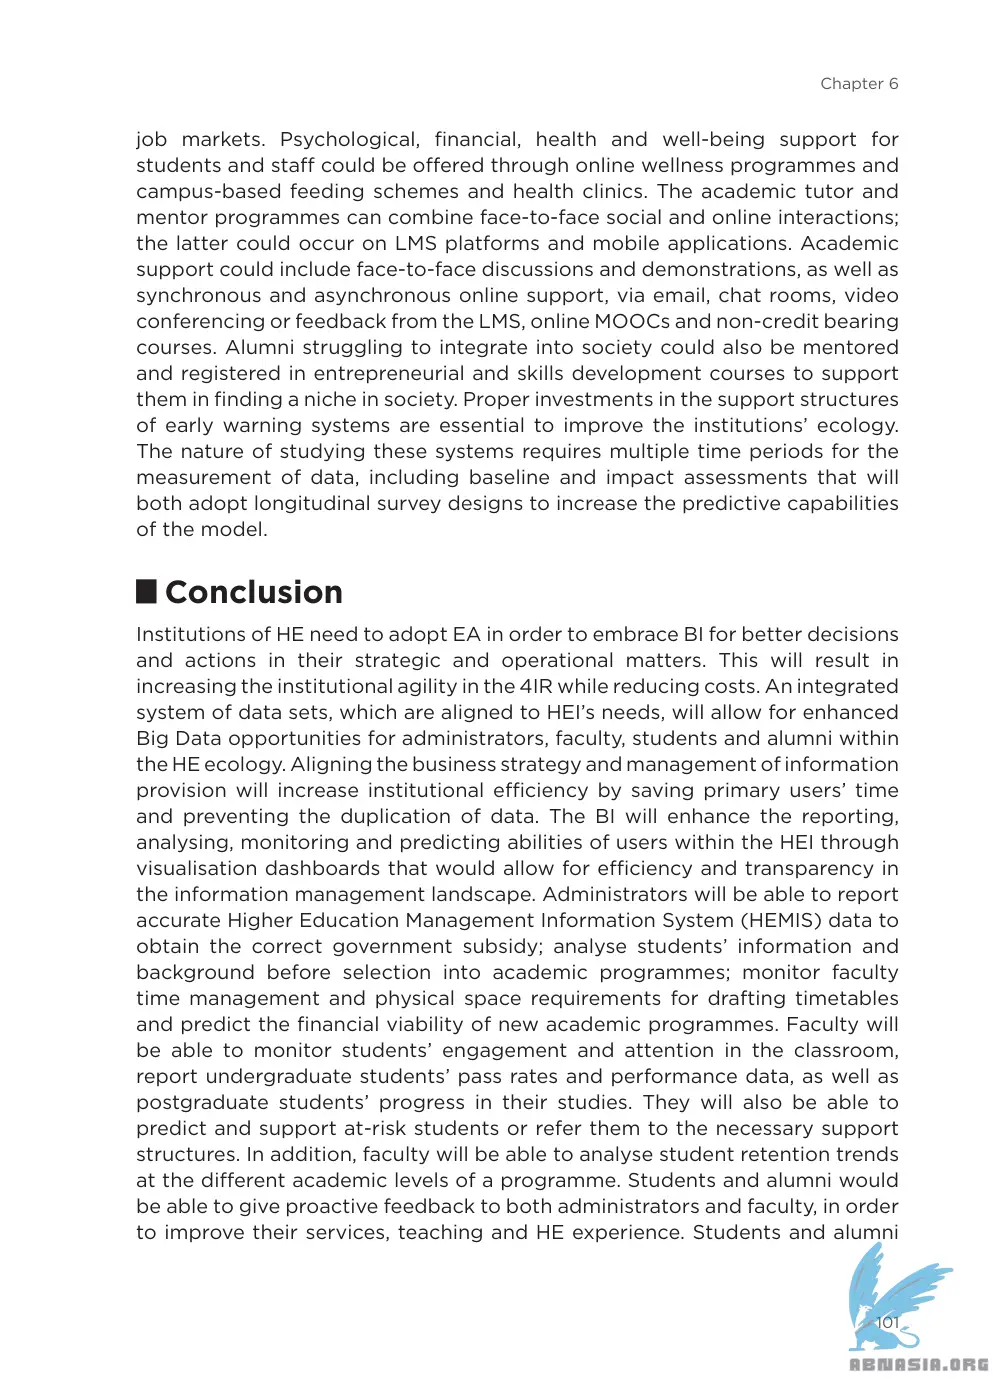 Chapter 6
job markets. Psychological, financial, health and well-being support for
students and staff could be offered through online wellness programmes and
campus-based feeding schemes and health clinics. The academic tutor and
mentor programmes can combine face-to-face social and online interactions;
the latter could occur on LMS platforms and mobile applications. Academic
support could include face-to-face discussions and demonstrations, as well as
synchronous and asynchronous online support, via email, chat rooms, video
conferencing or feedback from the LMS, online MOOCs and non-credit bearing
courses. Alumni struggling to integrate into society could also be mentored
and registered in entrepreneurial and skills development courses to support
them in finding a niche in society. Proper investments in the support structures
of early warning systems are essential to improve the institutions’ ecology.
The nature of studying these systems requires multiple time periods for the
measurement of data, including baseline and impact assessments that will
both adopt longitudinal survey designs to increase the predictive capabilities
of the model.
Conclusion
Institutions of HE need to adopt EA in order to embrace BI for better decisions
and actions in their strategic and operational matters. This will result in
increasing the institutional agility in the 4IR while reducing costs. An integrated
system of data sets, which are aligned to HEI’s needs, will allow for enhanced
Big Data opportunities for administrators, faculty, students and alumni within
the HE ecology. Aligning the business strategy and management of information
provision will increase institutional efficiency by saving primary users’ time
and preventing the duplication of data. The BI will enhance the reporting,
analysing, monitoring and predicting abilities of users within the HEI through
visualisation dashboards that would allow for efficiency and transparency in
the information management landscape. Administrators will be able to report
accurate Higher Education Management Information System (HEMIS) data to
obtain the correct government subsidy; analyse students’ information and
background before selection into academic programmes; monitor faculty
time management and physical space requirements for drafting timetables
and predict the financial viability of new academic programmes. Faculty will
be able to monitor students’ engagement and attention in the classroom,
report undergraduate students’ pass rates and performance data, as well as
postgraduate students’ progress in their studies. They will also be able to
predict and support at-risk students or refer them to the necessary support
structures. In addition, faculty will be able to analyse student retention trends
at the different academic levels of a programme. Students and alumni would
be able to give proactive feedback to both administrators and faculty, in order
to improve their services, teaching and HE experience. Students and alumni
101
ABNASIA.ORG